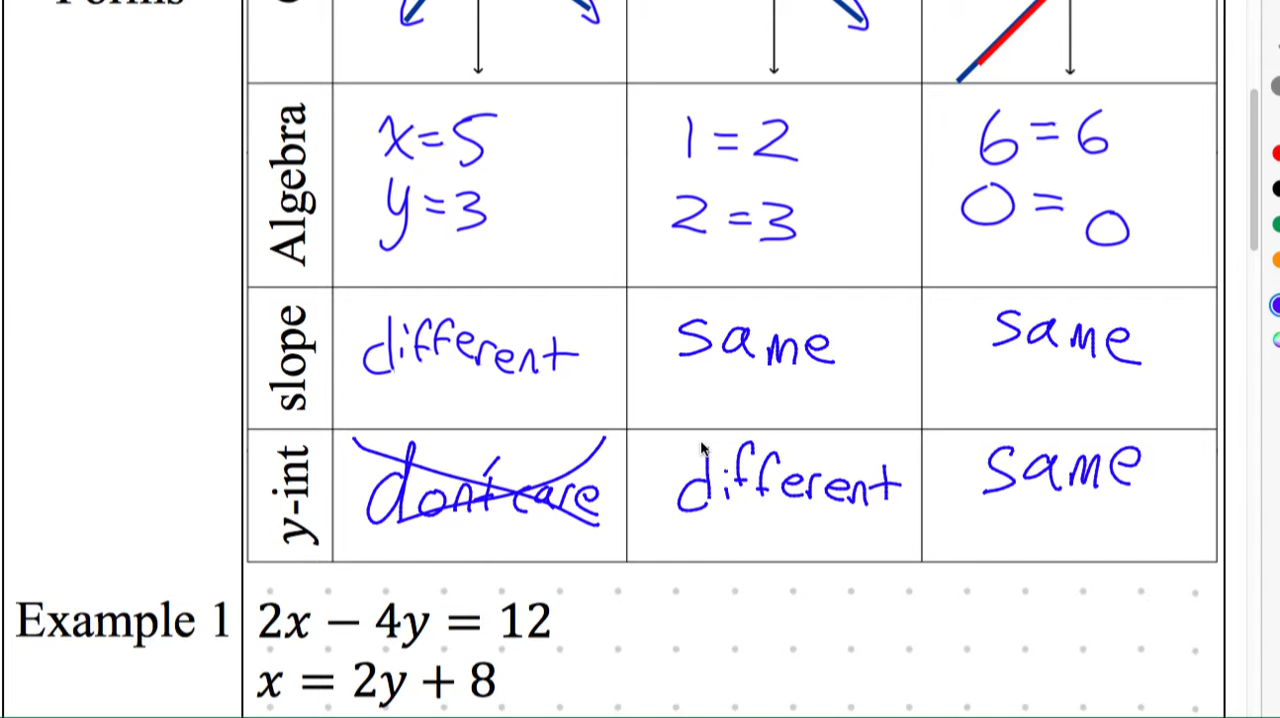 Algebra
x=5
y=3
1=2
2=3
6=6
0=0
slope
different
same
same
y-int
don't care
different
same
Example 1
2x − 4y = 12
x = 2y + 8